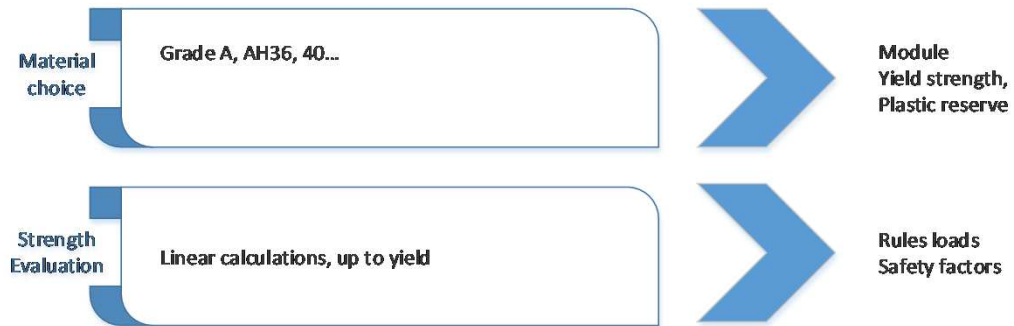 Material
choice
Grade A, AH36, 40...
Module
Yield strength,
Plastic reserve
Strength
Evaluation
Linear calculations, up to yield
Rules loads
Safety factors